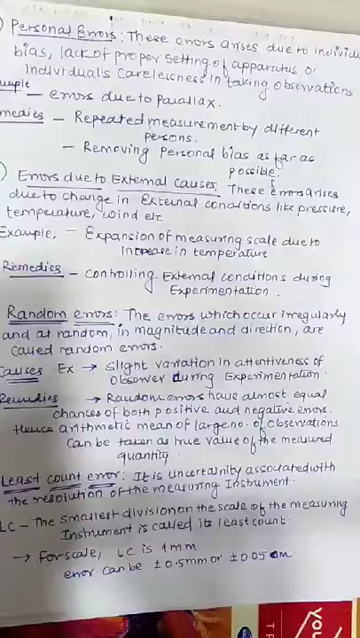 ) Personal Errors: These errors arises due to individu
bias, lack of proper setting of apparatus or
individualis carelessness in taking observations
ample - errors due to parallax.
medies - Repeated measurement by different
persons.
- Removing Personal bias as far as
possible.
) Errors due to External Causes: These errors arises
due to change in External conditions like pressure,
temperature, wind etc
Example, - Expansion of measuring scale due to
increase in temperature
Remedies - controlling External conditions during
Experimentation.
Random errors: The errors which occur irregularly
and at random, in magnitude and direction, are
called random errors.
Causes Ex → Slight variation in attentiveness of
observer during Experimentation.
Remedies → Random errors have almost equal
chances of both positive and negative errors.
Hence arithmetic mean of large no. of observations
can be taken as true value of the measured
quantity.
Least count error: It is uncertainty associated with
the resolution of the measuring Instrument.
LC - The smallest division on the scale of the measuring
Instrument is called its least count.
→ For scale, LC is 1mm
error can be ±0.5mm or ±0.05 cm
YOU